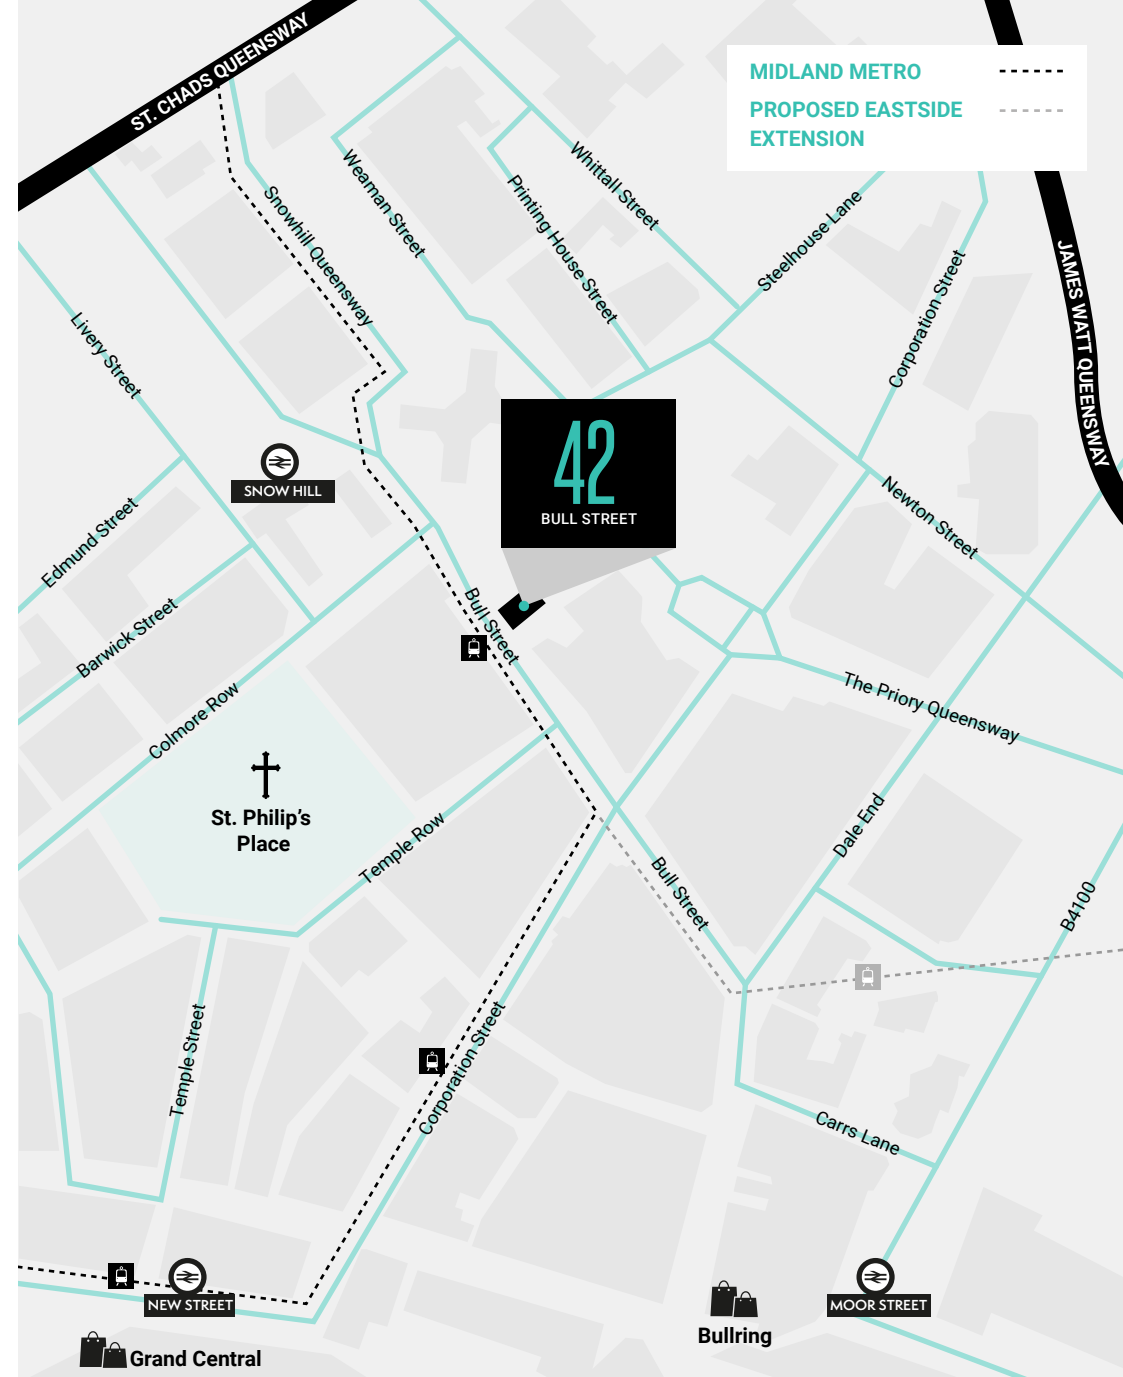 ST. CHADS QUEENSWAY
MIDLAND METRO
PROPOSED EASTSIDE
EXTENSION
Whittall Street
Weaman Street
Printing House Street
Snowhill Queensway
Steelhouse Lane
Corporation Street
JAMES WATT QUEENSWAY
Livery Street
42
BULL STREET
SNOW HILL
Newton Street
Edmund Street
Barwick Street
Bull Street
Colmore Row
The Priory Queensway
St. Philip's
Place
Temple Row
Dale End
Bull Street
B4100
Temple Street
Corporation Street
Carrs Lane
NEW STREET
MOOR STREET
Bullring
Grand Central